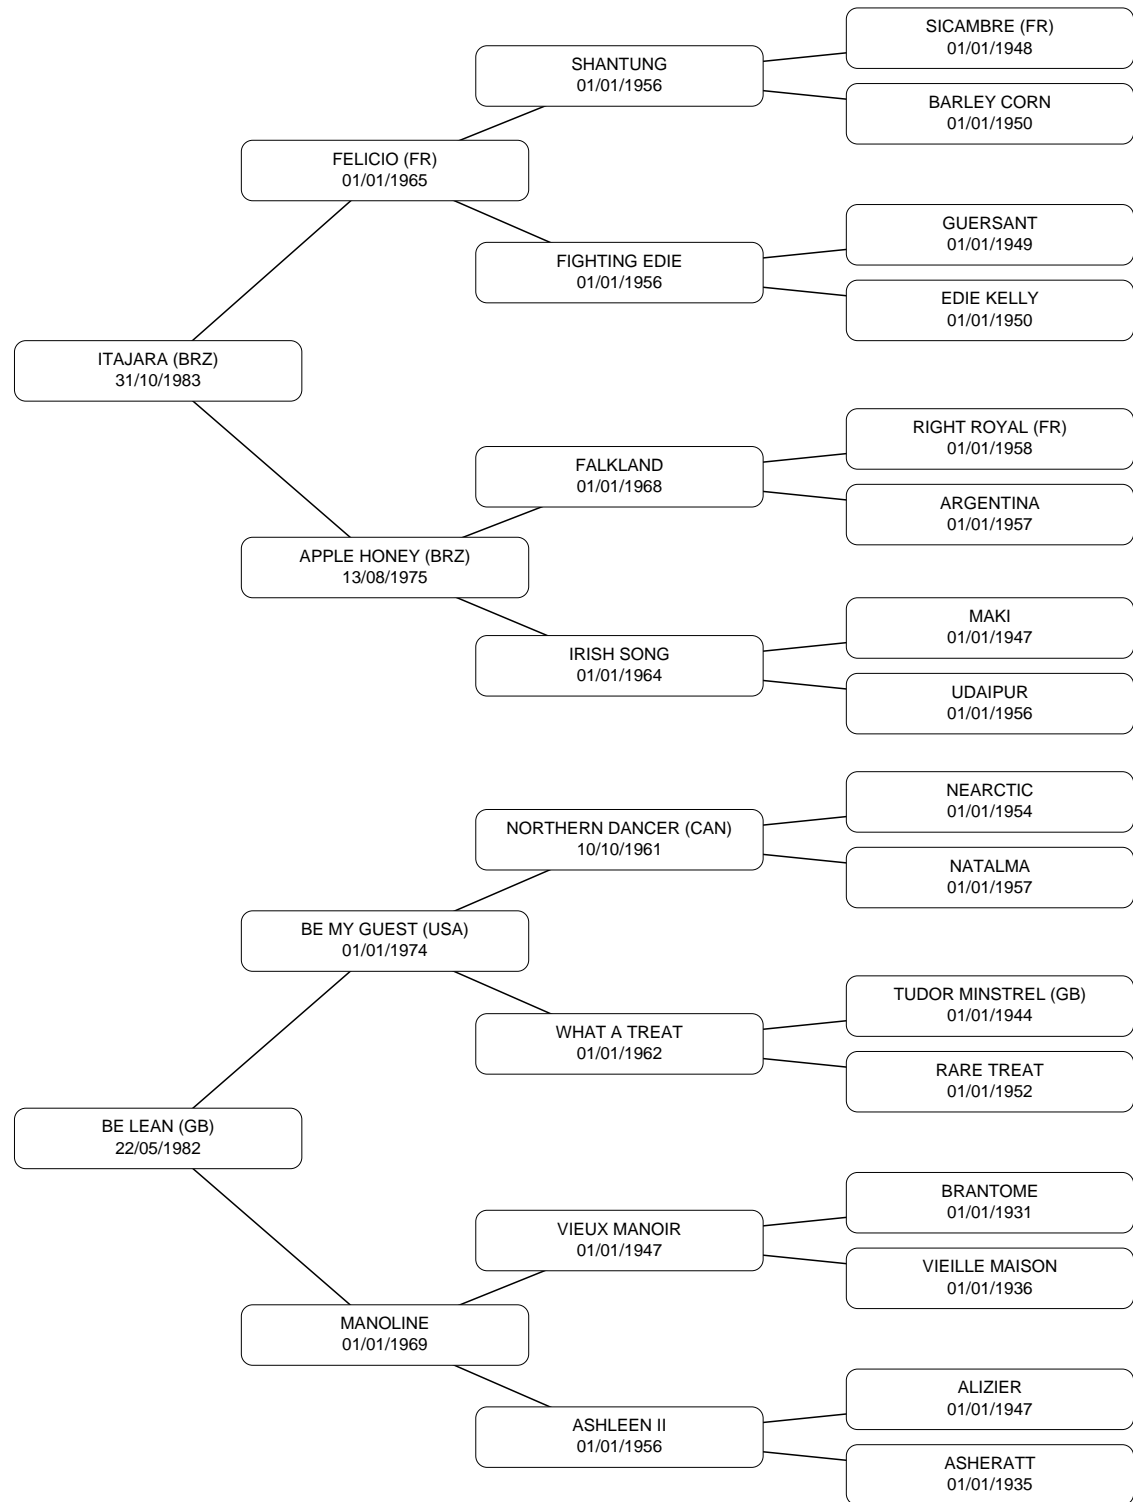 SICAMBRE (FR)
01/01/1948
SHANTUNG
01/01/1956
BARLEY CORN
01/01/1950
FELICIO (FR)
01/01/1965
GUERSANT
01/01/1949
FIGHTING EDIE
01/01/1956
EDIE KELLY
01/01/1950
ITAJARA (BRZ)
31/10/1983
RIGHT ROYAL (FR)
01/01/1958
FALKLAND
01/01/1968
ARGENTINA
01/01/1957
APPLE HONEY (BRZ)
13/08/1975
MAKI
01/01/1947
IRISH SONG
01/01/1964
UDAIPUR
01/01/1956
NEARCTIC
01/01/1954
NORTHERN DANCER (CAN)
10/10/1961
NATALMA
01/01/1957
BE MY GUEST (USA)
01/01/1974
TUDOR MINSTREL (GB)
01/01/1944
WHAT A TREAT
01/01/1962
RARE TREAT
01/01/1952
BE LEAN (GB)
22/05/1982
BRANTOME
01/01/1931
VIEUX MANOIR
01/01/1947
VIEILLE MAISON
01/01/1936
MANOLINE
01/01/1969
ALIZIER
01/01/1947
ASHLEEN II
01/01/1956
ASHERATT
01/01/1935